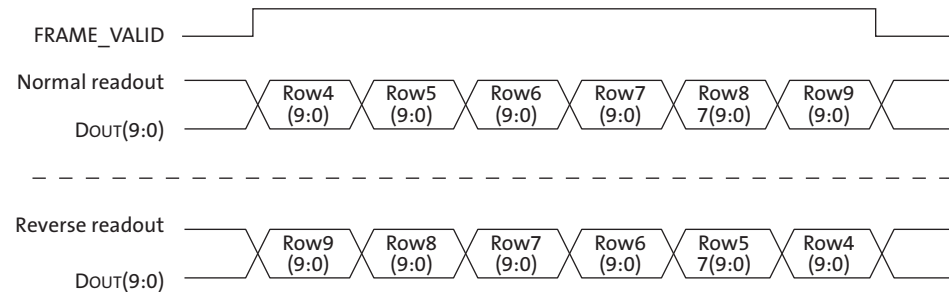 FRAME_VALID
Normal readout
Row4 Row5 Row6 Row7 Row8 Row9
(9:0) (9:0) (9:0) (9:0) 7(9:0) (9:0)
DOUT(9:0)
Reverse readout
Row9 Row8 Row7 Row6 Row5 Row4
(9:0) (9:0) (9:0) (9:0) 7(9:0) (9:0)
DOUT(9:0)